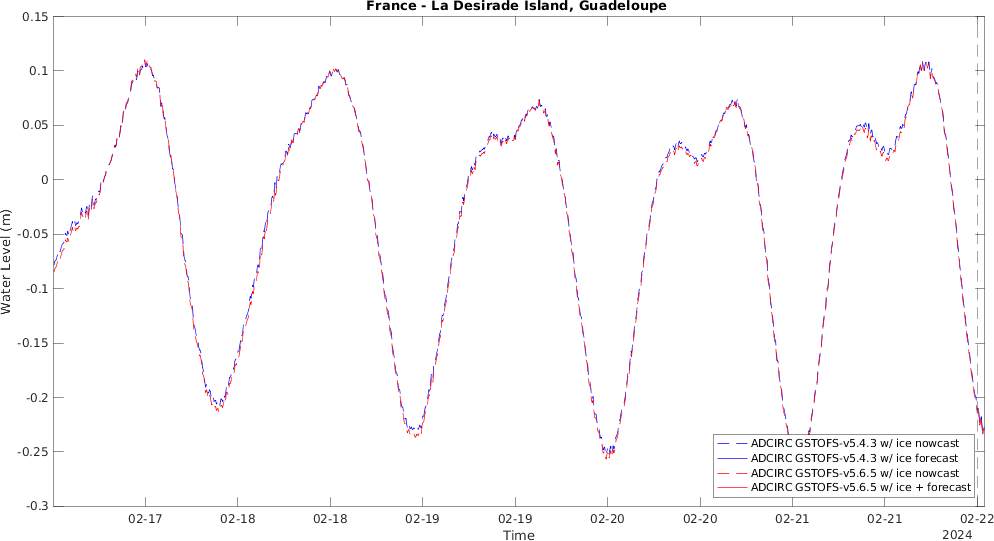 France - La Desirade Island, Guadeloupe
0.15
0.1
0.05
0
-0.05
-0.1
-0.15
-0.2
-0.25
-0.3
Water Level (m)
ADCIRC GSTOFS-v5.4.3 w/ ice nowcast
ADCIRC GSTOFS-v5.4.3 w/ ice forecast
ADCIRC GSTOFS-v5.6.5 w/ ice nowcast
ADCIRC GSTOFS-v5.6.5 w/ ice + forecast
02-17 02-18 02-18 02-19 02-19 02-20 02-20 02-21 02-21 02-22
Time
2024